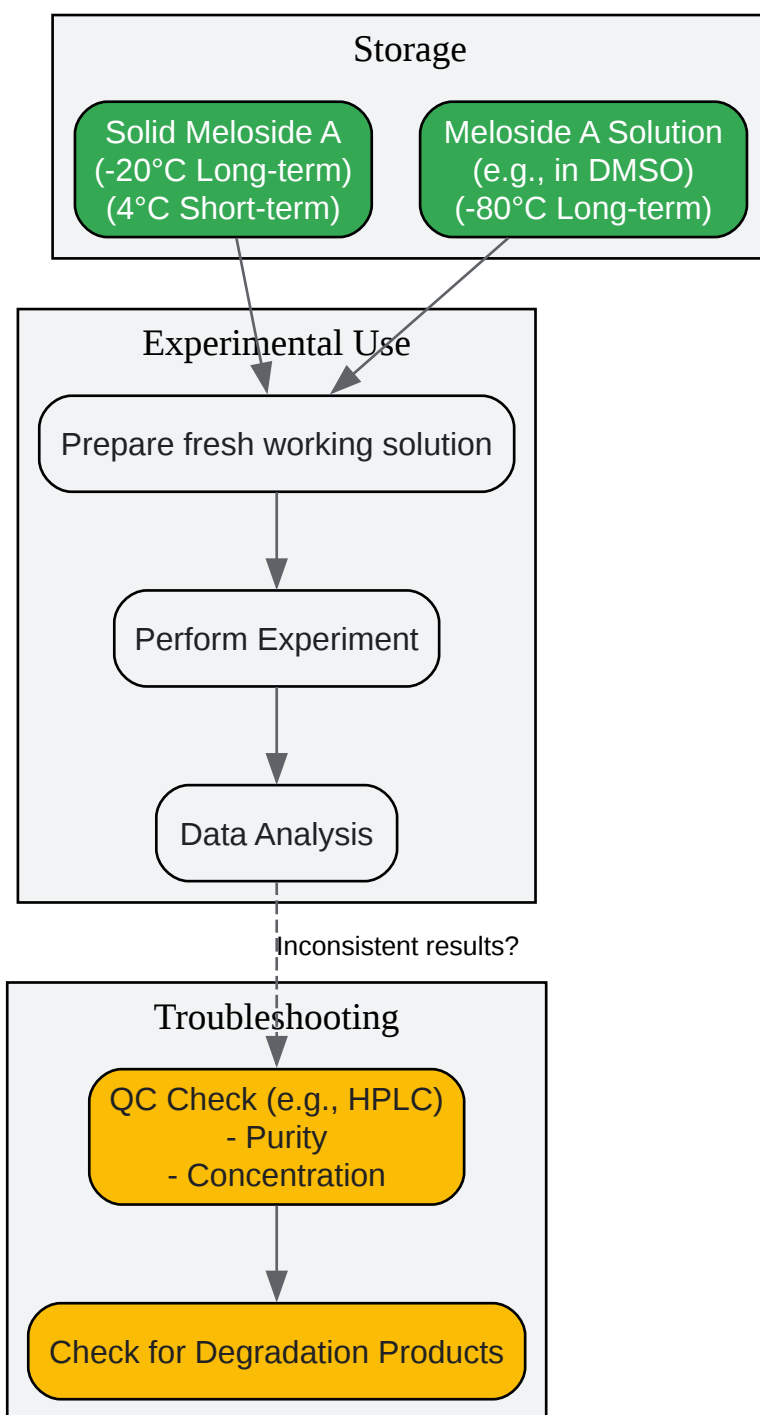 Storage
Solid Meloside A
(-20°C Long-term)
(4°C Short-term)
Meloside A Solution
(e.g., in DMSO)
(-80°C Long-term)
Experimental Use
Prepare fresh working solution
Perform Experiment
Data Analysis
Inconsistent results?
Troubleshooting
QC Check (e.g., HPLC)
- Purity
- Concentration
Check for Degradation Products